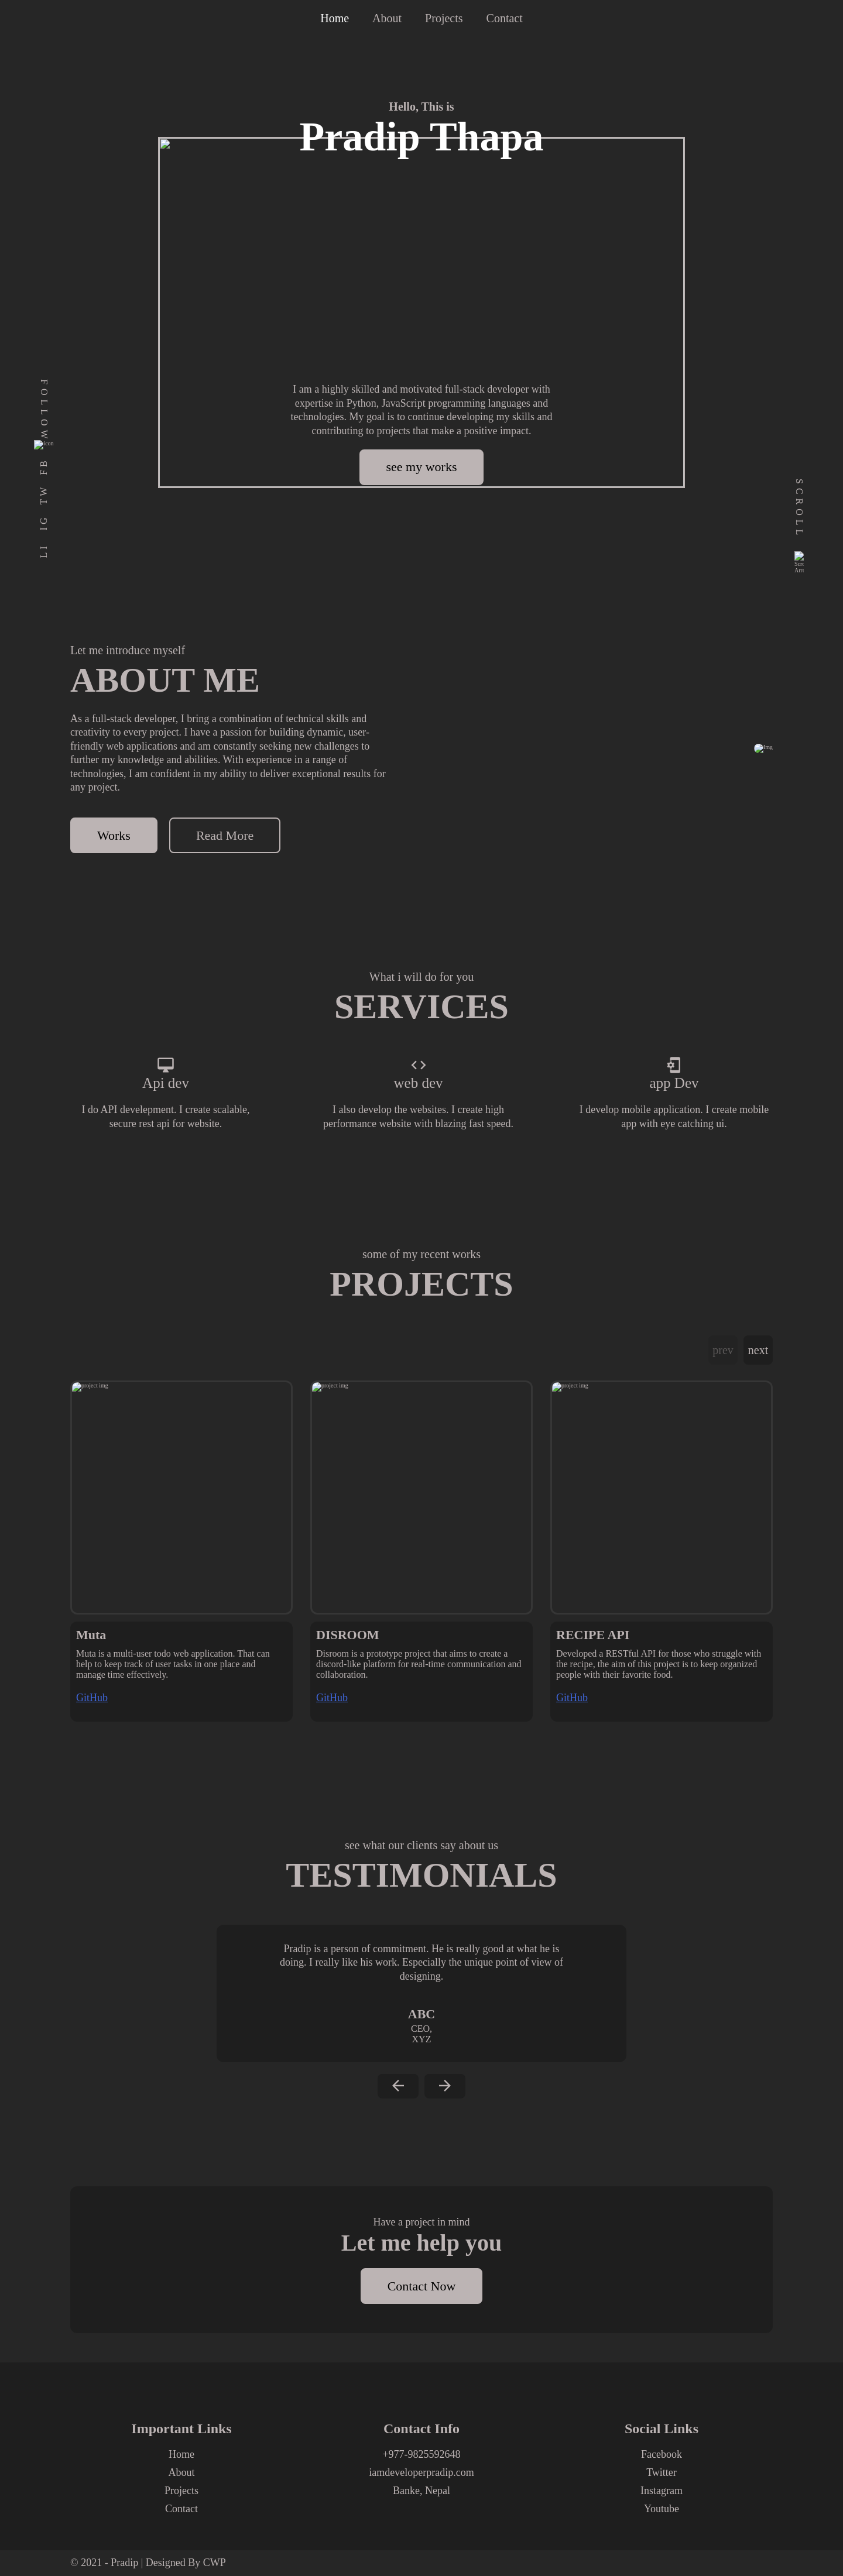 Home About Projects Contact
Hello, This is
Pradip Thapa
I am a highly skilled and motivated full-stack developer with
expertise in Python, JavaScript programming languages and
technologies. My goal is to continue developing my skills and
contributing to projects that make a positive impact.
see my works
FOLLOW
icon
FB
TW
IG
LI
SCROLL
Let me introduce myself
ABOUT ME
As a full-stack developer, I bring a combination of technical skills and
creativity to every project. I have a passion for building dynamic, user-
friendly web applications and am constantly seeking new challenges to
further my knowledge and abilities. With experience in a range of
technologies, I am confident in my ability to deliver exceptional results for
any project.
Works Read More
img
What i will do for you
SERVICES
Api dev
I do API develepment. I create scalable,
secure rest api for website.
web dev
I also develop the websites. I create high
performance website with blazing fast speed.
app Dev
I develop mobile application. I create mobile
app with eye catching ui.
some of my recent works
PROJECTS
prev next
project img
Muta
Muta is a multi-user todo web application. That can
help to keep track of user tasks in one place and
manage time effectively.
GitHub
project img
DISROOM
Disroom is a prototype project that aims to create a
discord-like platform for real-time communication and
collaboration.
GitHub
project img
RECIPE API
Developed a RESTful API for those who struggle with
the recipe, the aim of this project is to keep organized
people with their favorite food.
GitHub
see what our clients say about us
TESTIMONIALS
Pradip is a person of commitment. He is really good at what he is
doing. I really like his work. Especially the unique point of view of
designing.
ABC
CEO,
XYZ
Have a project in mind
Let me help you
Contact Now
Important Links
Home
About
Projects
Contact
Contact Info
+977-9825592648
iamdeveloperpradip.com
Banke, Nepal
Social Links
Facebook
Twitter
Instagram
Youtube
© 2021 - Pradip | Designed By CWP